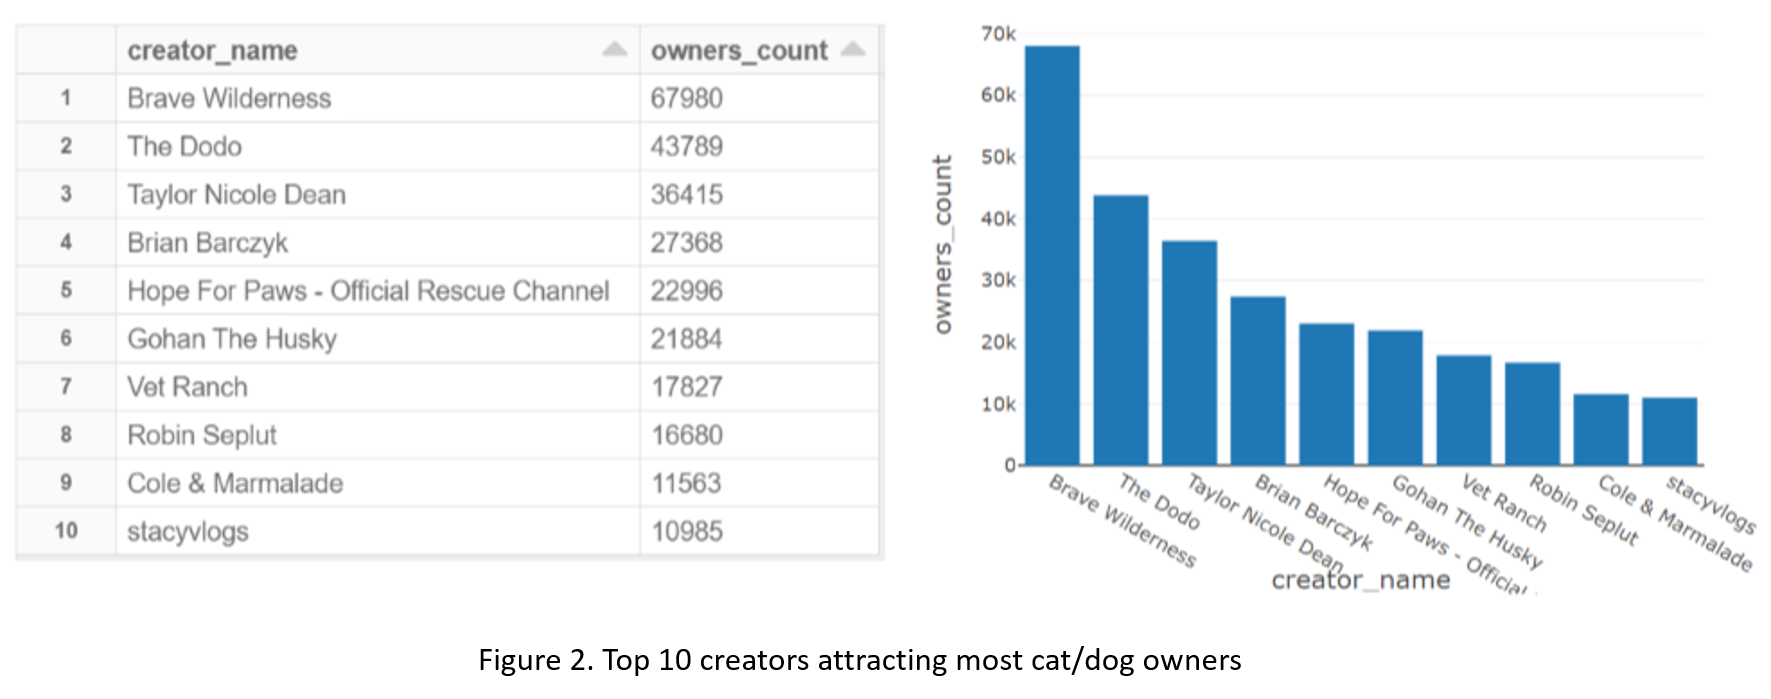 creator_name owners_count
1 Brave Wilderness 67980
2 The Dodo 43789
3 Taylor Nicole Dean 36415
4 Brian Barczyk 27368
5 Hope For Paws - Official Rescue Channel 22996
6 Gohan The Husky 21884
7 Vet Ranch 17827
8 Robin Seplut 16680
9 Cole & Marmalade 11563
10 stacyvlogs 10985
owners_count
70k
60k
50k
40k
30k
20k
10k
0
Brave Wilderness
The Dodo
Taylor Nicole Dean
Brian Barczyk
Hope For Paws - Official
Gohan The Husky
Vet Ranch
Robin Seplut
Cole & Marmalade
stacyvlogs
creator_name
Figure 2. Top 10 creators attracting most cat/dog owners